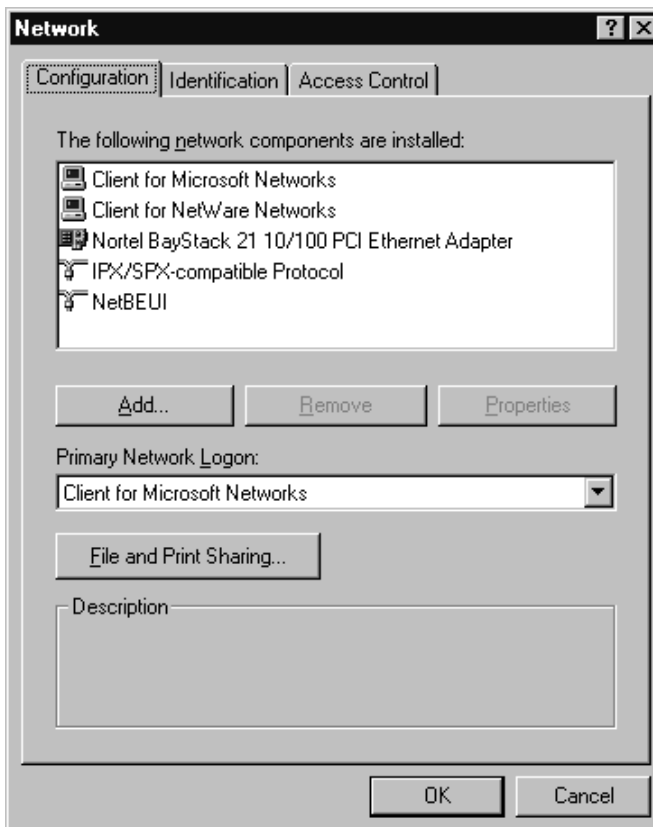 Network
Configuration Identification Access Control
The following network components are installed:
Client for Microsoft Networks
Client for NetWare Networks
Nortel BayStack 21 10/100 PCI Ethernet Adapter
IPX/SPX-compatible Protocol
NetBEUI
Add... Remove Properties
Primary Network Logon:
Client for Microsoft Networks
File and Print Sharing...
Description
OK Cancel